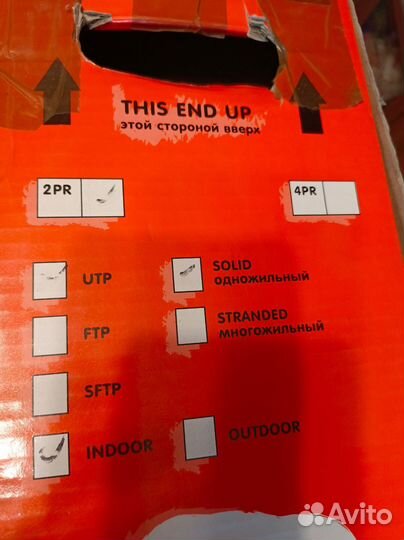 THIS END UP
этой стороной вверх
2PR
4PR
UTP
SOLID
одножильный
FTP
STRANDED
многожильный
SFTP
INDOOR
OUTDOOR
Avito